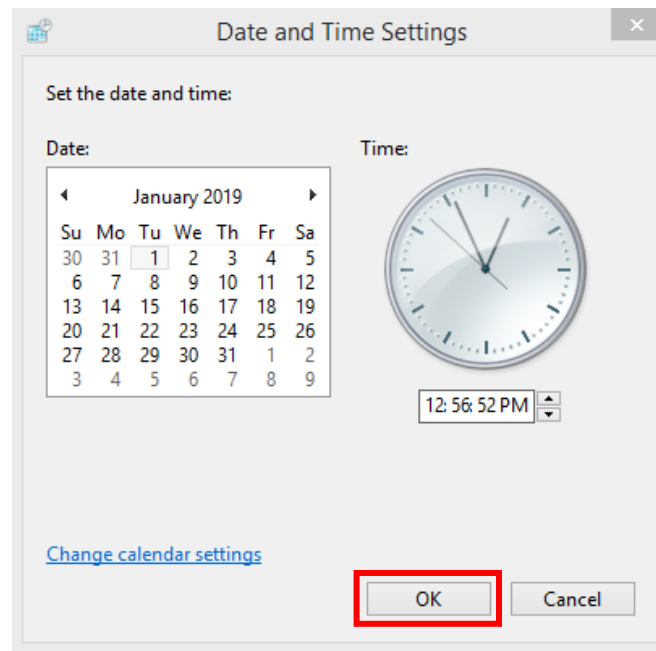 Date and Time Settings
Set the date and time:
Date:
Time:
January 2019
Su Mo Tu We Th Fr Sa
30 31 1 2 3 4 5
6 7 8 9 10 11 12
13 14 15 16 17 18 19
20 21 22 23 24 25 26
27 28 29 30 31 1 2
3 4 5 6 7 8 9
12: 56: 52 PM
Change calendar settings
OK
Cancel